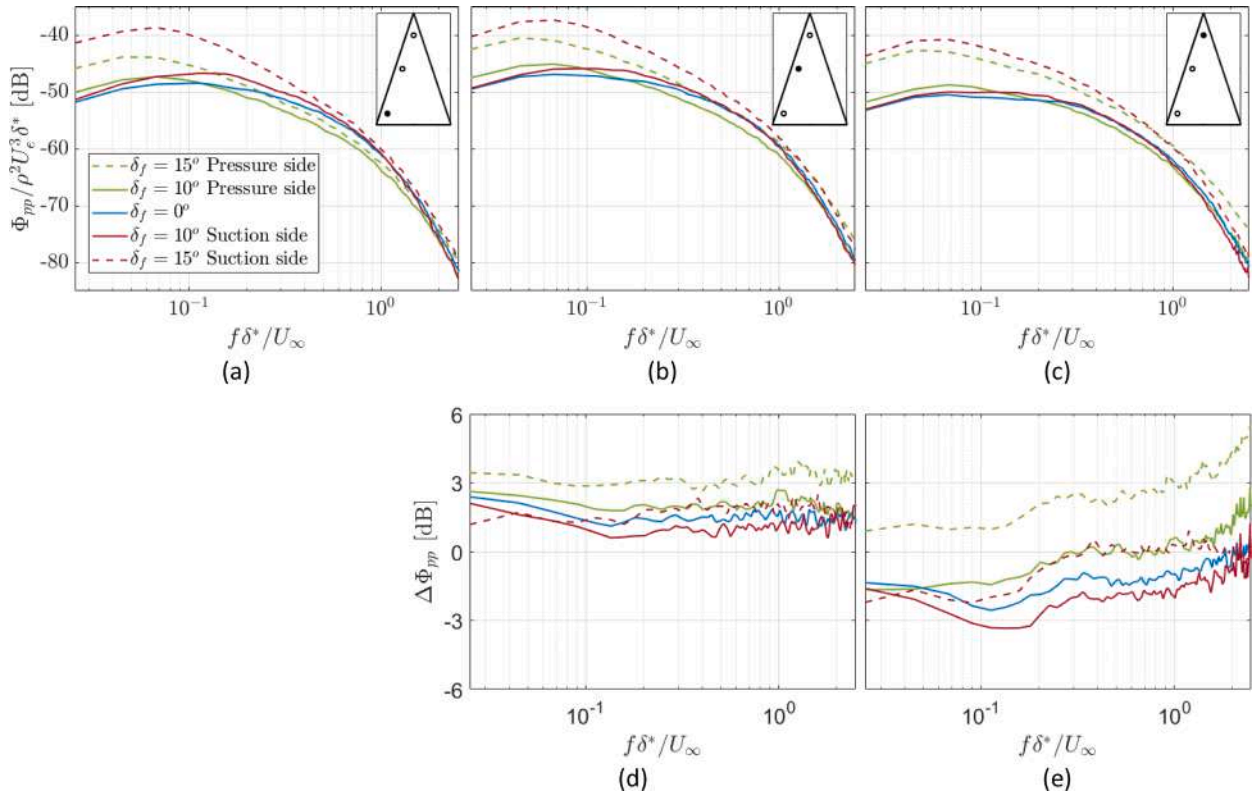 -35
-40
-50
-60
-70
-80
Φpp/ρ²Ue³δ* [dB]
δf = 15° Pressure side
δf = 10° Pressure side
δf = 0°
δf = 10° Suction side
δf = 15° Suction side
10⁻¹ 10⁰
10⁻¹ 10⁰
10⁻¹ 10⁰
fδ*/U∞
fδ*/U∞
fδ*/U∞
(a)
(b)
(c)
6
3
0
-3
-6
ΔΦpp [dB]
10⁻¹ 10⁰
10⁻¹ 10⁰
fδ*/U∞
fδ*/U∞
(d)
(e)